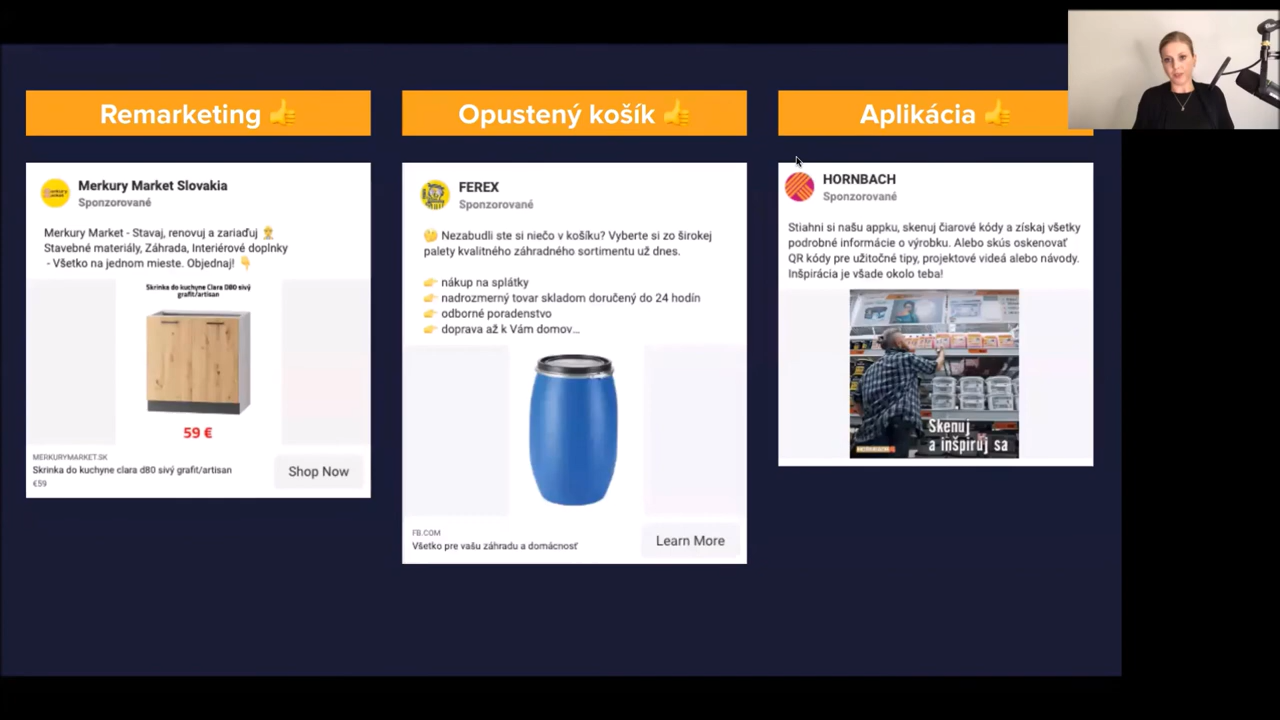 Remarketing 👍
Opustený košík 👍
Aplikácia 👍
Merkury Market Slovakia
Sponzorované
Merkury Market - Stavaj, renovuj a zariaďuj 👷
Stavebné materiály, Záhrada, Interiérové doplnky
- Všetko na jednom mieste. Objednaj! 👇
Skrinka do kuchyne Clara D80 sivý
grafit/artisan
59 €
MERKURYMARKET.SK
Skrinka do kuchyne clara d80 sivý grafit/artisan
€59
Shop Now
FEREX
Sponzorované
🤔 Nezabudli ste si niečo v košíku? Vyberte si zo širokej
palety kvalitného záhradného sortimentu už dnes.
👉 nákup na splátky
👉 nadrozmerný tovar skladom doručený do 24 hodín
👉 odborné poradenstvo
👉 doprava až k Vám domov...
FB.COM
Všetko pre vašu záhradu a domácnosť
Learn More
HORNBACH
Sponzorované
Stiahni si našu appku, skenuj čiarové kódy a získaj všetky
podrobné informácie o výrobku. Alebo skús oskenovať
QR kódy pre užitočné tipy, projektové videá alebo návody.
Inšpirácia je všade okolo teba!
Skenuj
a inšpiruj sa
HORNBACH